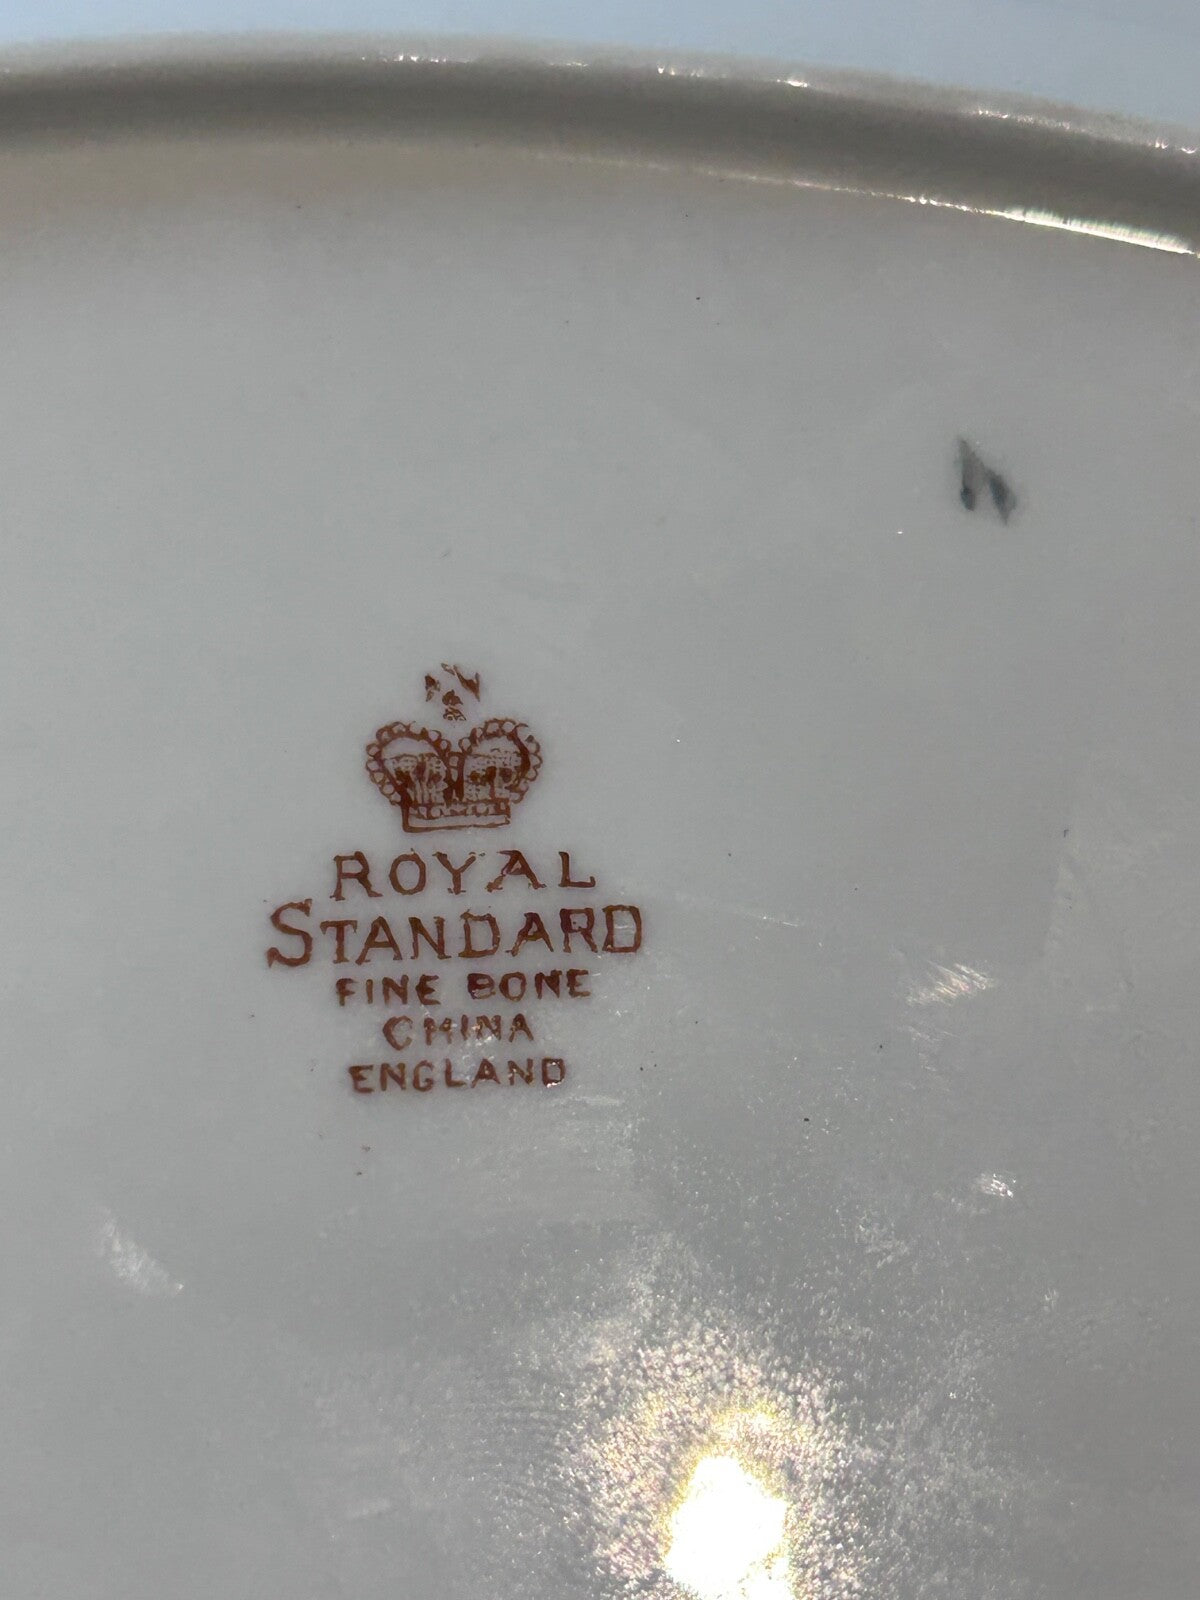 ROYAL
STANDARD
FINE BONE
CHINA
ENGLAND